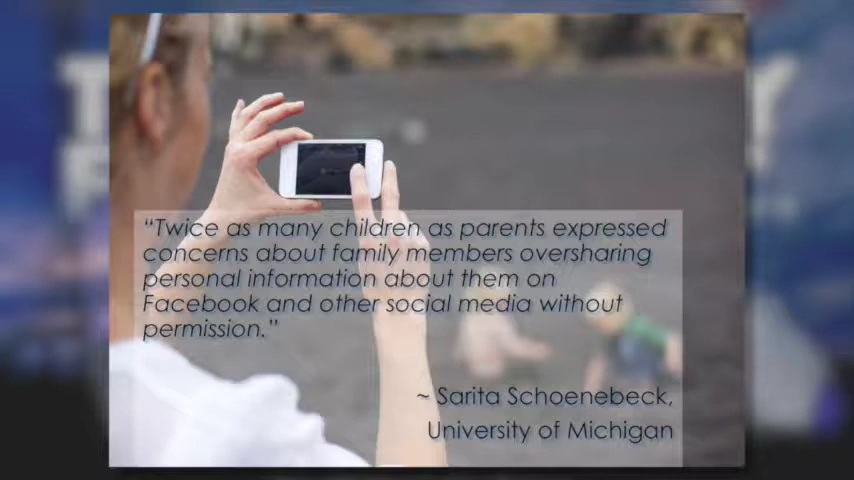 “Twice as many children as parents expressed
concerns about family members oversharing
personal information about them on
Facebook and other social media without
permission.”
~ Sarita Schoenebeck,
University of Michigan